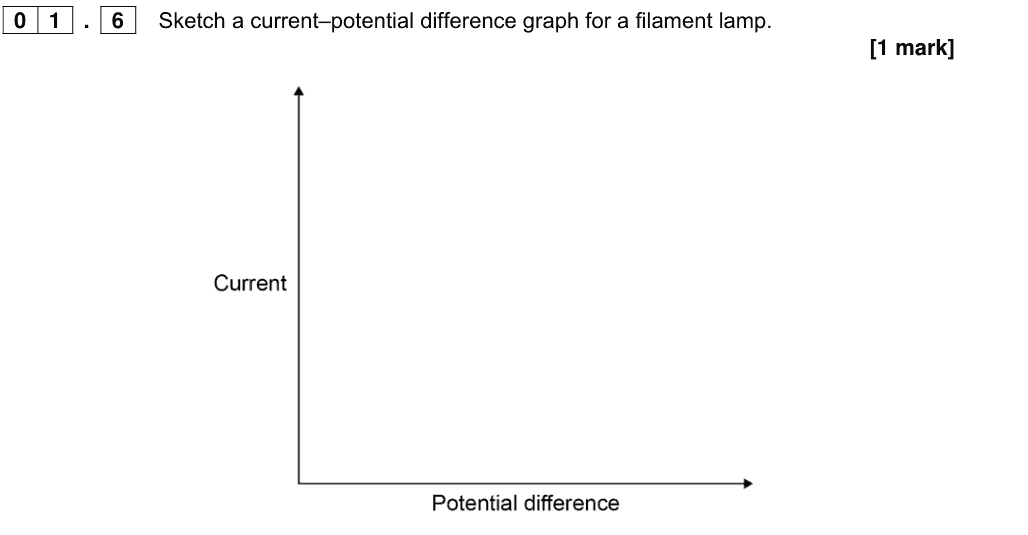 0 1 . 6 Sketch a current–potential difference graph for a filament lamp.
[1 mark]
Current
Potential difference